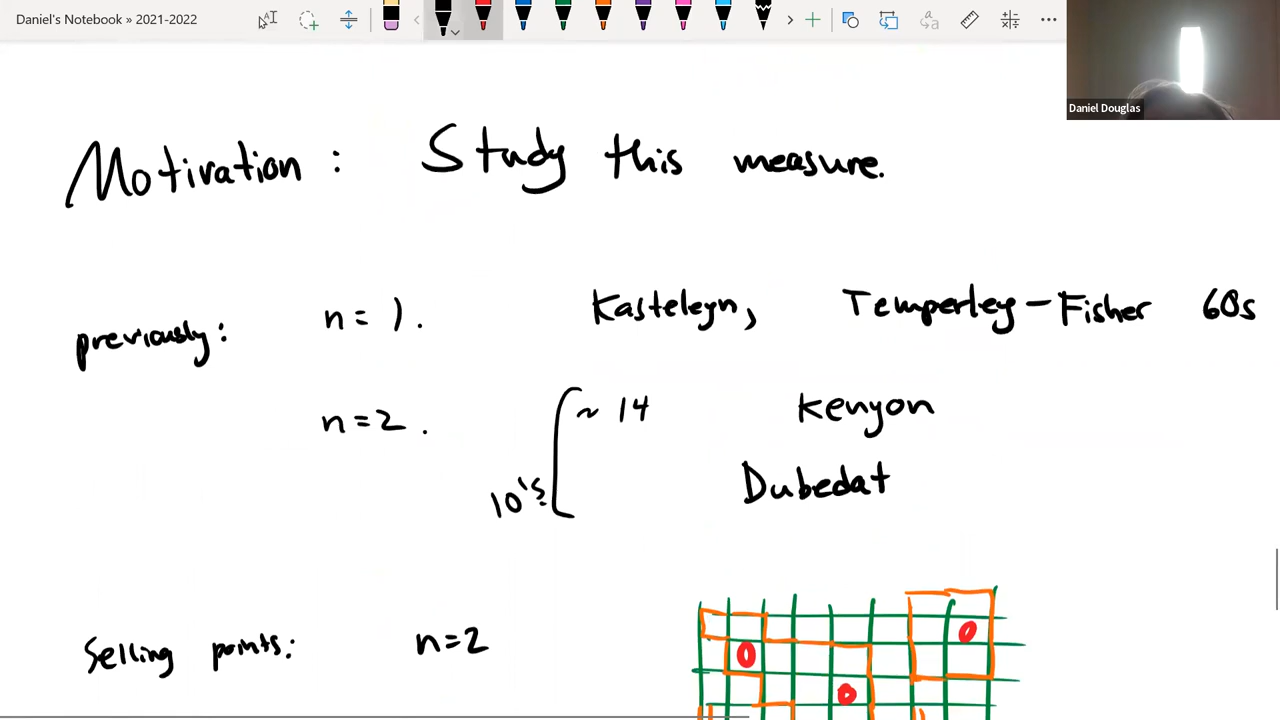 Daniel's Notebook » 2021-2022
Daniel Douglas
Motivation: Study this measure.
previously: n=1. Kasteleyn, Temperley-Fisher 60s
n=2. ~14 Kenyon
10's Dubedat
Selling points: n=2